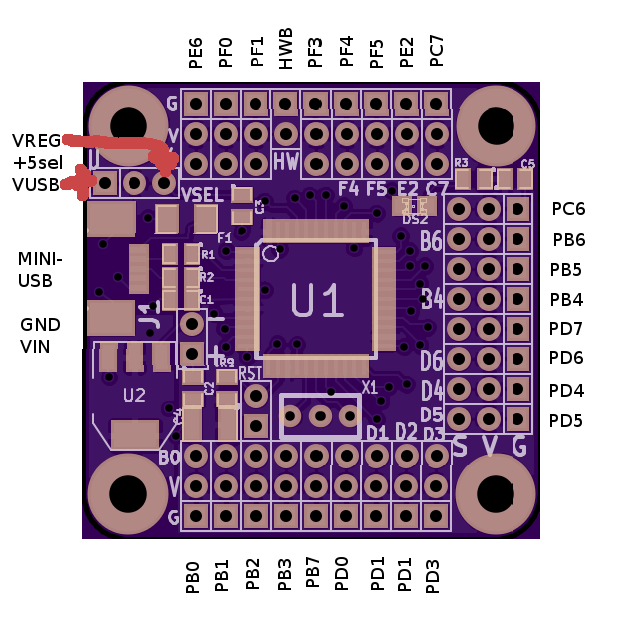 PE6 PF0 PF1 HWB PF3 PF4 PF5 PE2 PC7
G
VREG
V
+5sel
HW
VUSB
U
VSEL
F4 F5 E2 C7
R3
C5
DS2
PC6
B6
PB6
F1
MINI-
USB
R1
R2
C1
J1
U1
PB5
B4
PB4
GND
VIN
-
+
PD7
D6
PD6
R9
RST
U2
C2
X1
D4
PD4
D5
PD5
D1 D2 D3
S V G
B0
V
G
PB0 PB1 PB2 PB3 PB7 PD0 PD1 PD1 PD3